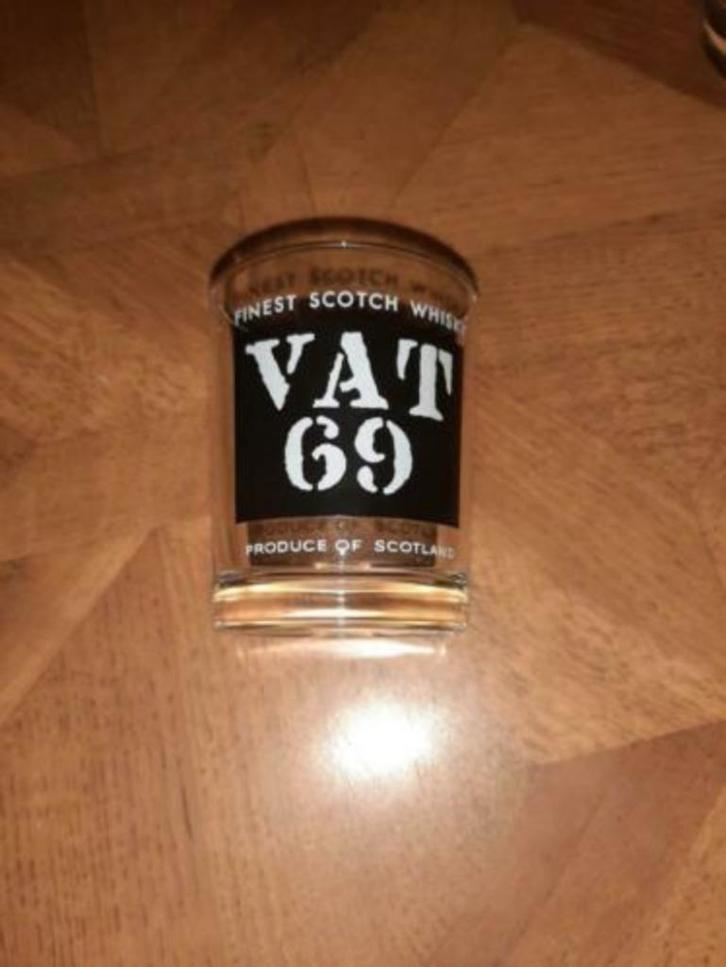 FINEST SCOTCH WHISKY
VAT
69
PRODUCE OF SCOTLAND